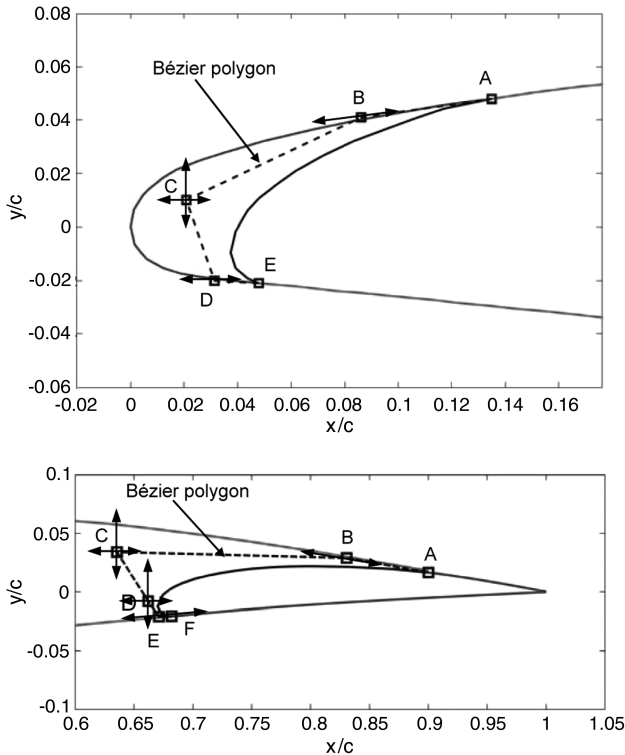 0.08
0.06
0.04
0.02
0
-0.02
-0.04
-0.06
y/c
Bézier polygon
A
B
C
D
E
-0.02 0 0.02 0.04 0.06 0.08 0.1 0.12 0.14 0.16
x/c
0.1
0.05
0
-0.05
-0.1
y/c
Bézier polygon
A
B
C
D
E
F
0.6 0.65 0.7 0.75 0.8 0.85 0.9 0.95 1 1.05
x/c